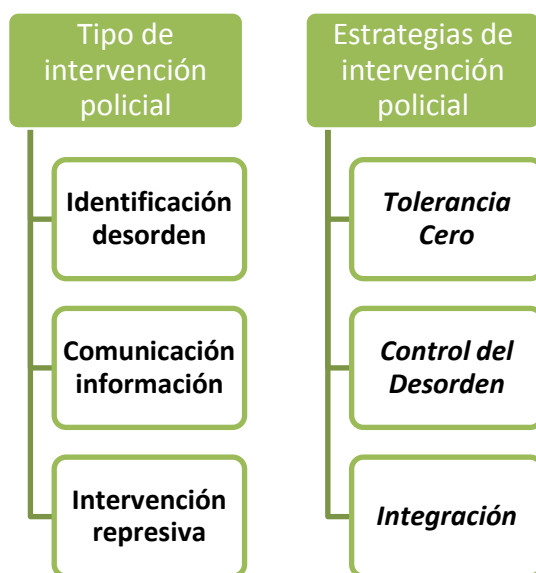 Tipo de
intervención
policial
Identificación
desorden
Comunicación
información
Intervención
represiva
Estrategias de
intervención
policial
Tolerancia
Cero
Control del
Desorden
Integración